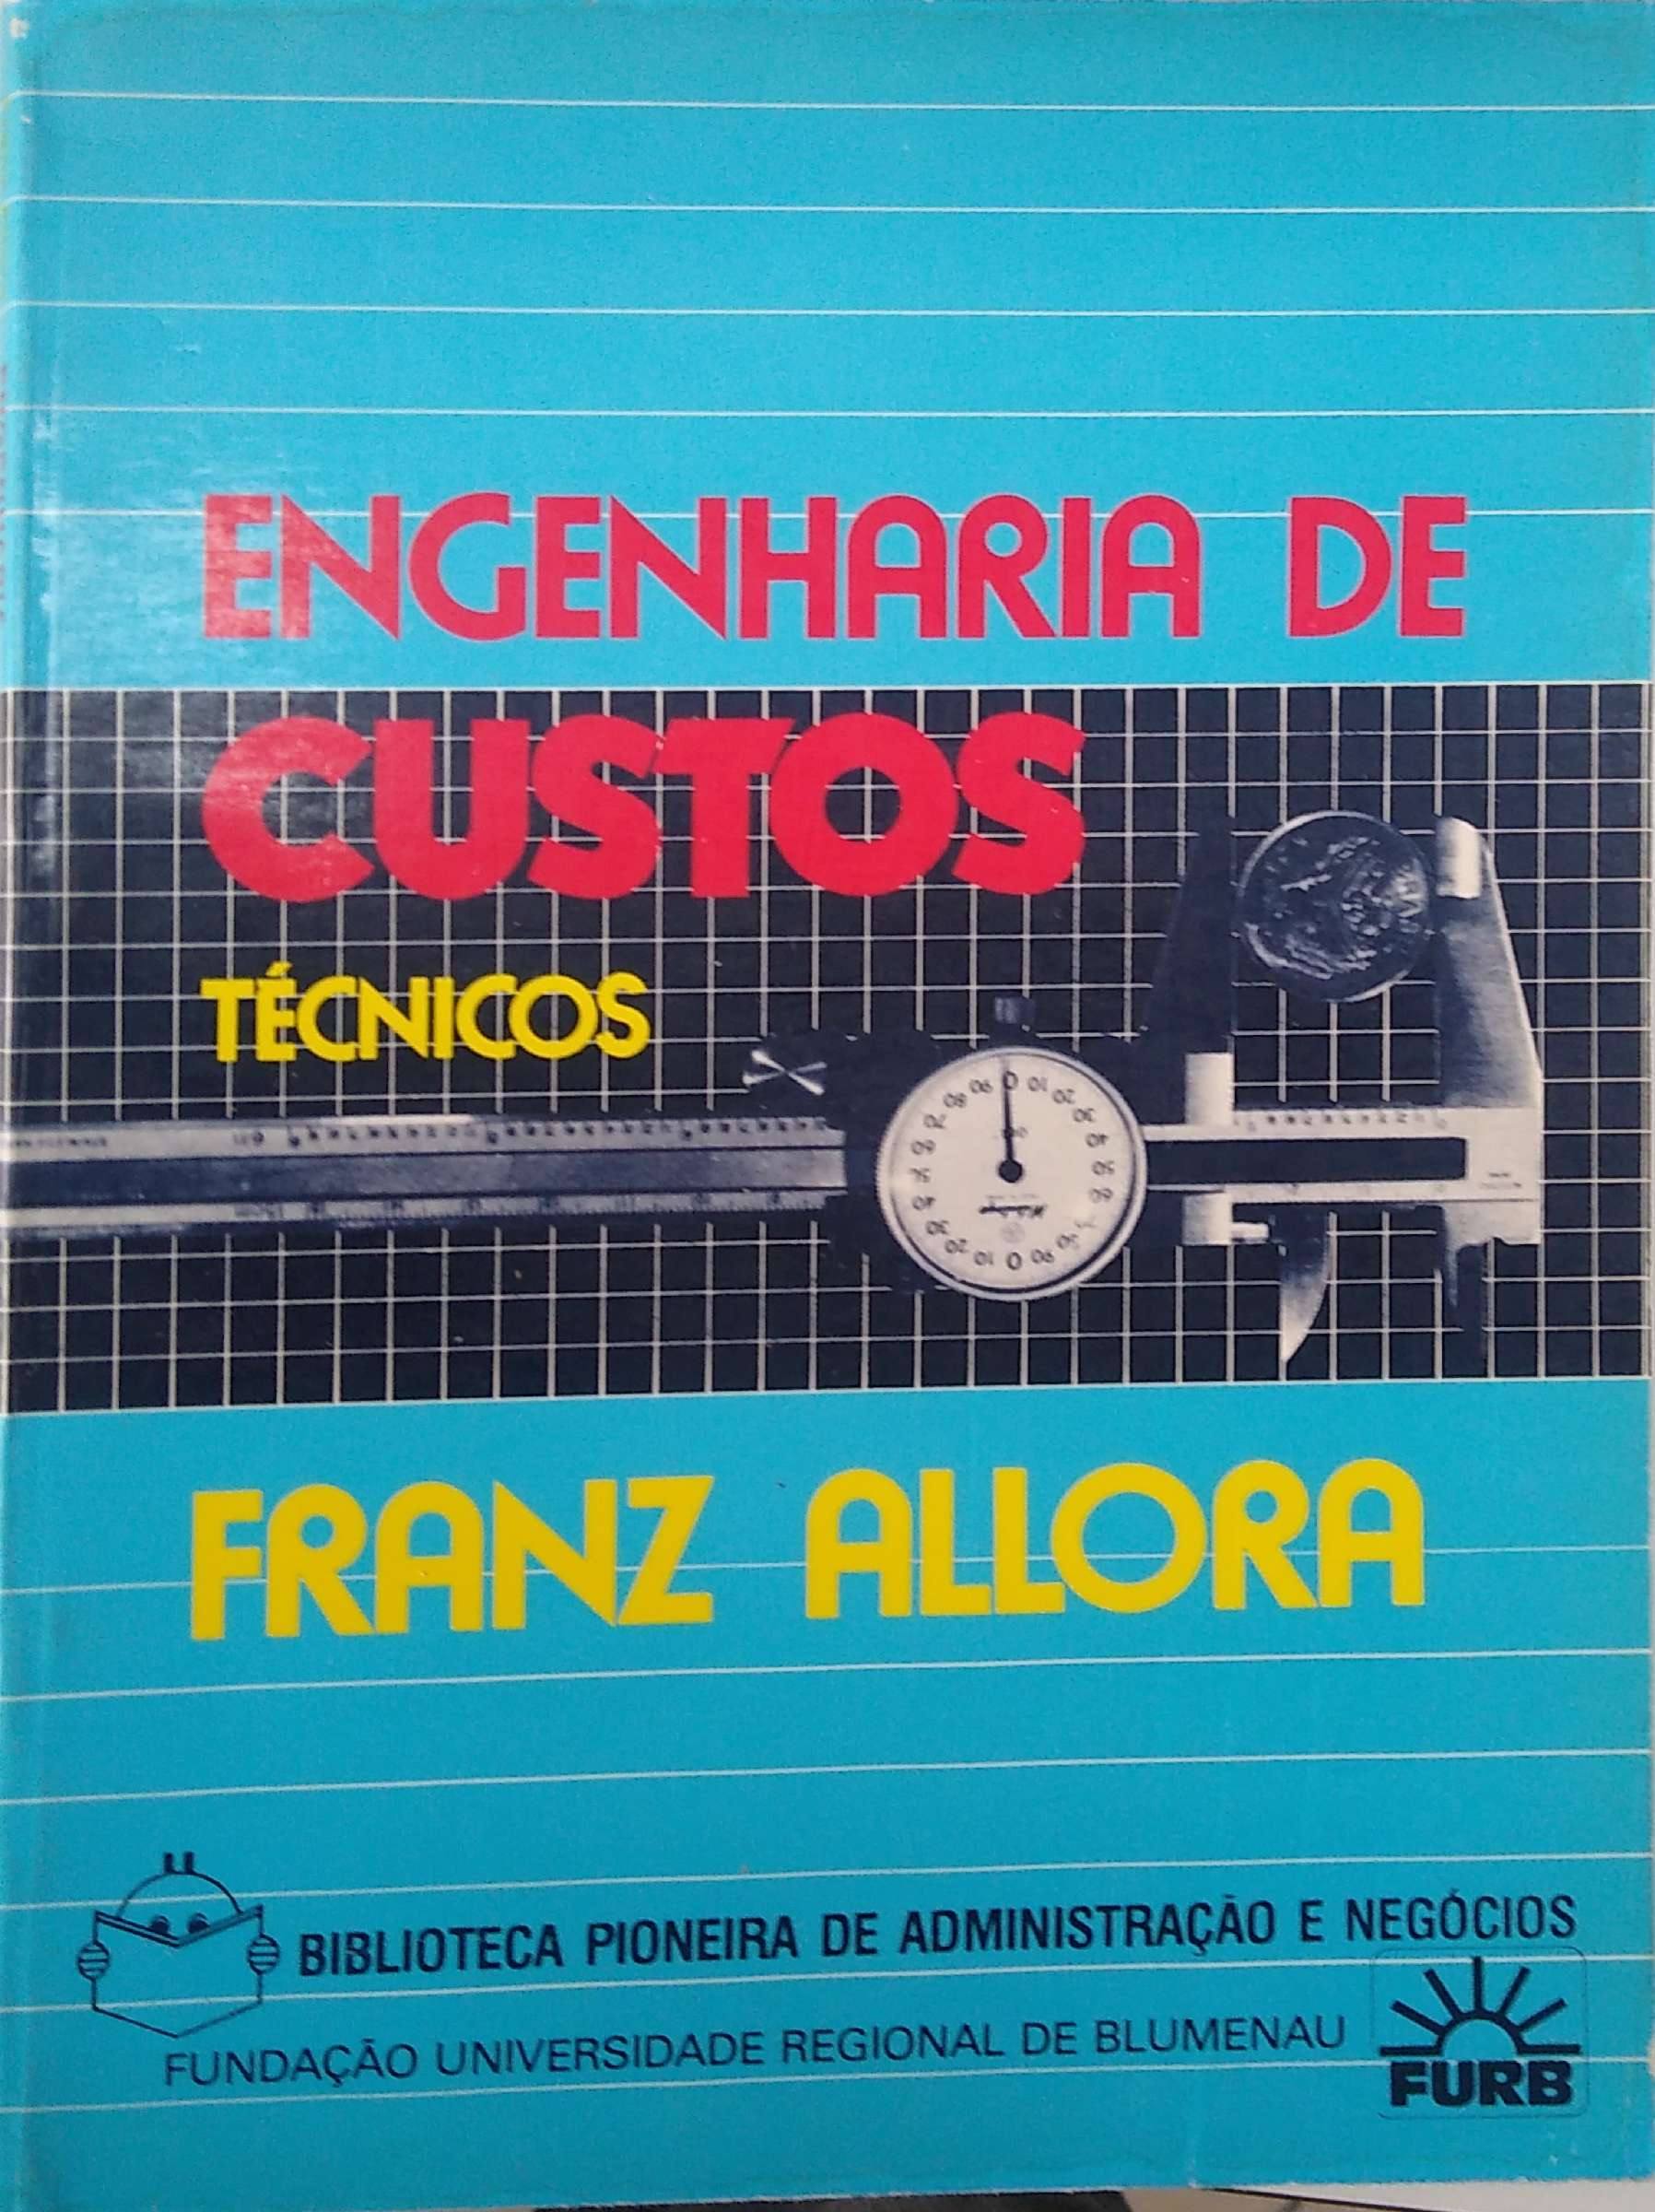 ENGENHARIA DE
CUSTOS
TÉCNICOS
FRANZ ALLORA
BIBLIOTECA PIONEIRA DE ADMINISTRAÇÃO E NEGÓCIOS
FUNDAÇÃO UNIVERSIDADE REGIONAL DE BLUMENAU
FURB